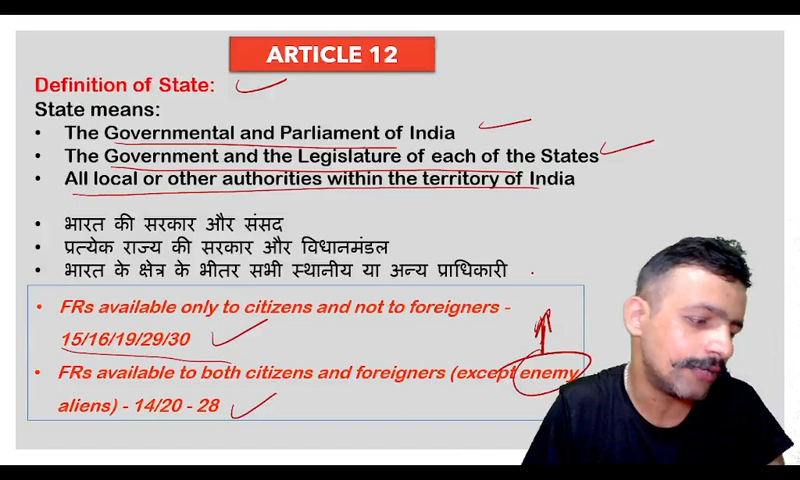 ARTICLE 12
Definition of State:
State means:
• The Governmental and Parliament of India
• The Government and the Legislature of each of the States
• All local or other authorities within the territory of India
• भारत की सरकार और संसद
• प्रत्येक राज्य की सरकार और विधानमंडल
• भारत के क्षेत्र के भीतर सभी स्थानीय या अन्य प्राधिकारी
• FRs available only to citizens and not to foreigners -
15/16/19/29/30
• FRs available to both citizens and foreigners (except enemy
aliens) - 14/20 - 28